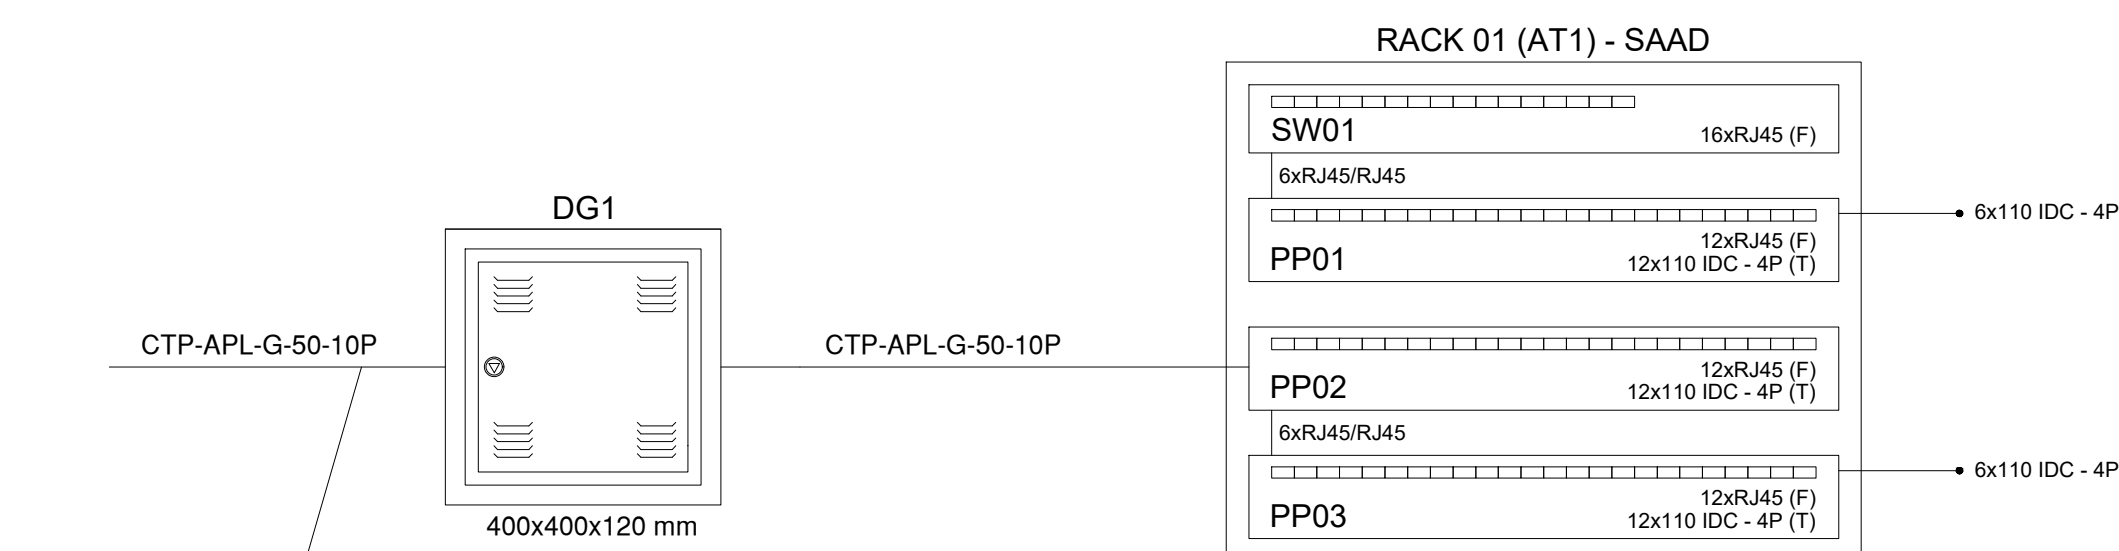 RACK 01 (AT1) - SAAD
SW01
16xRJ45 (F)
6xRJ45/RJ45
PP01
12xRJ45 (F)
12x110 IDC - 4P (T)
6x110 IDC - 4P
DG1
400x400x120 mm
CTP-APL-G-50-10P
CTP-APL-G-50-10P
PP02
12xRJ45 (F)
12x110 IDC - 4P (T)
6xRJ45/RJ45
PP03
12xRJ45 (F)
12x110 IDC - 4P (T)
6x110 IDC - 4P